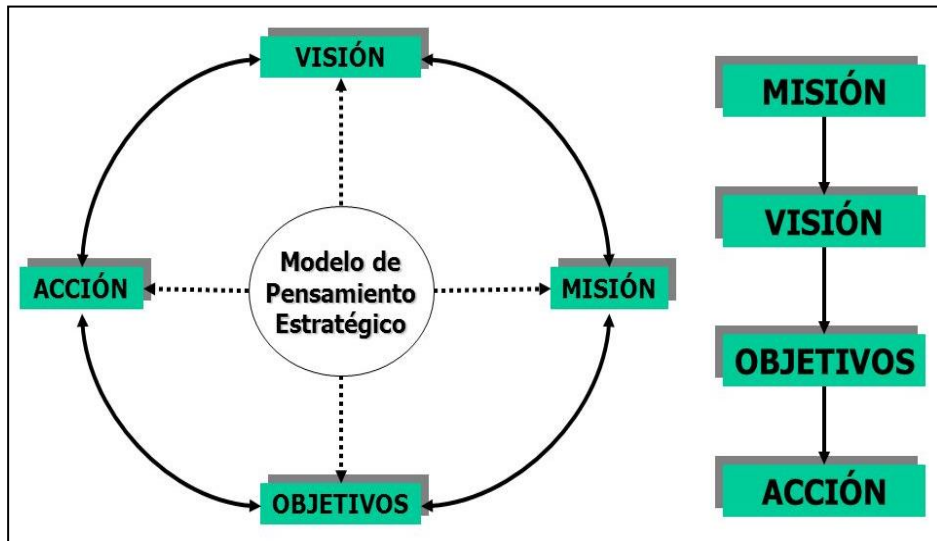 VISIÓN
ACCIÓN
Modelo de
Pensamiento
Estratégico
MISIÓN
OBJETIVOS
MISIÓN
VISIÓN
OBJETIVOS
ACCIÓN